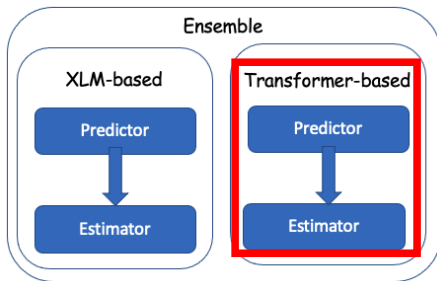 Ensemble
XLM-based
Predictor
Estimator
Transformer-based
Predictor
Estimator